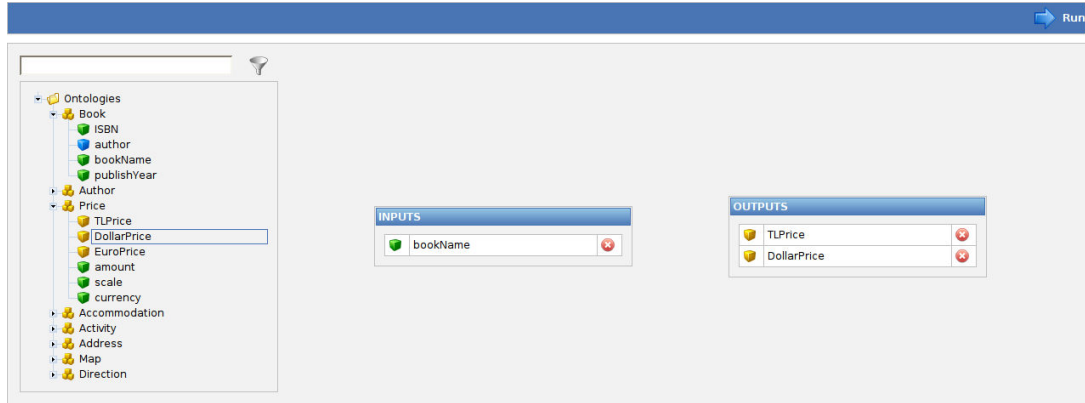 Run
Ontologies
Book
ISBN
author
bookName
publishYear
Author
Price
TLPrice
DollarPrice
EuroPrice
amount
scale
currency
Accommodation
Activity
Address
Map
Direction
INPUTS
bookName
OUTPUTS
TLPrice
DollarPrice